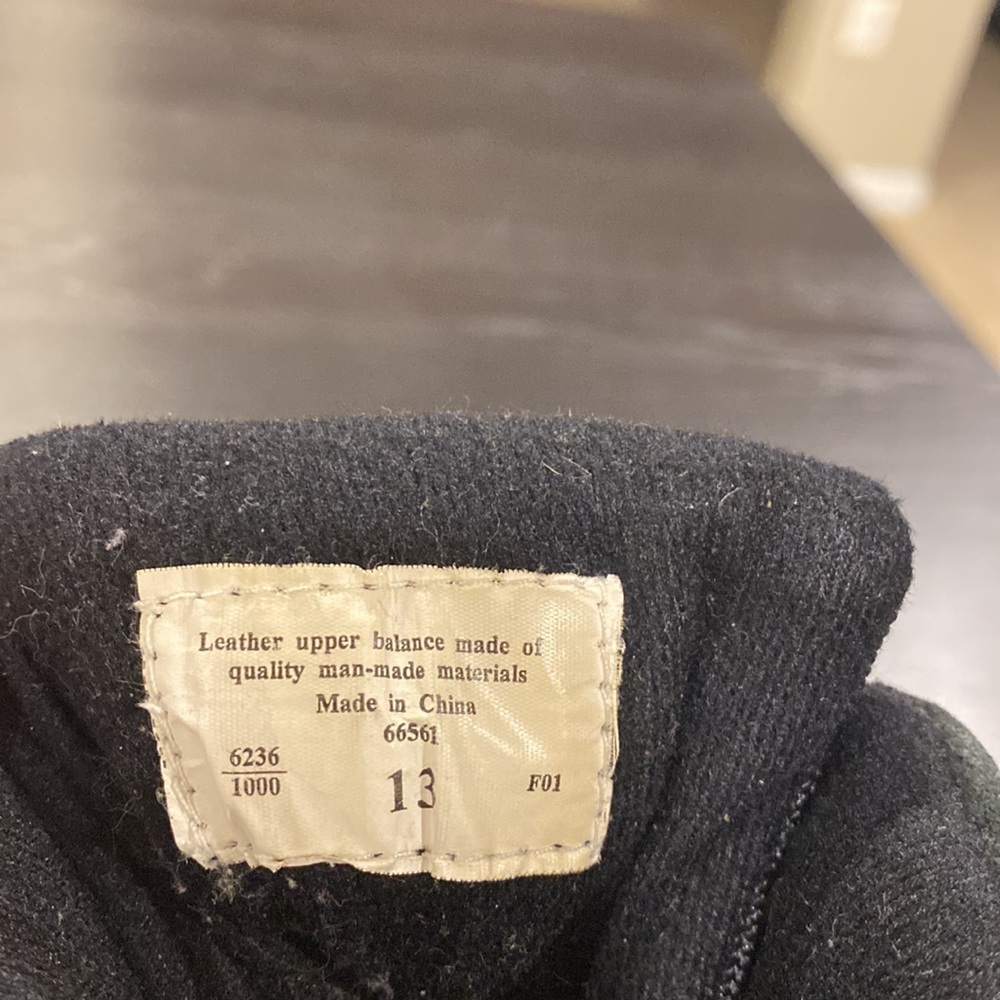 Leather upper balance made of
quality man-made materials
Made in China
66561
6236
1000
13
F01